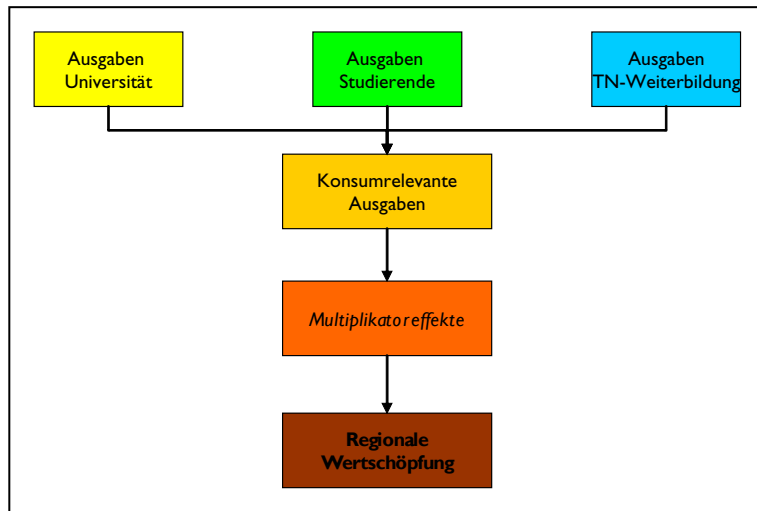 Ausgaben
Universität
Ausgaben
Studierende
Ausgaben
TN-Weiterbildung
Konsumrelevante
Ausgaben
Multiplikatoreffekte
Regionale
Wertschöpfung